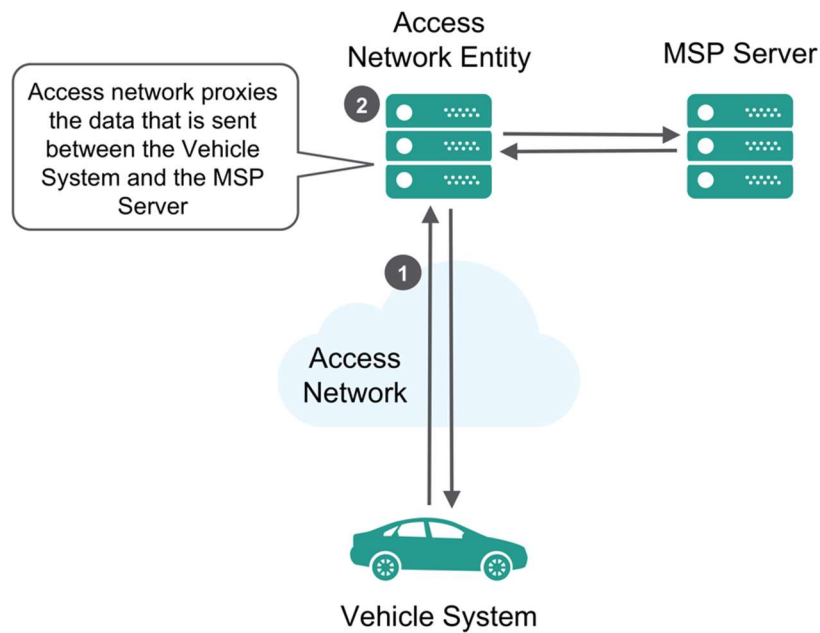 Access
Network Entity
MSP Server
Access network proxies
the data that is sent
between the Vehicle
System and the MSP
Server
2
1
Access
Network
Vehicle System